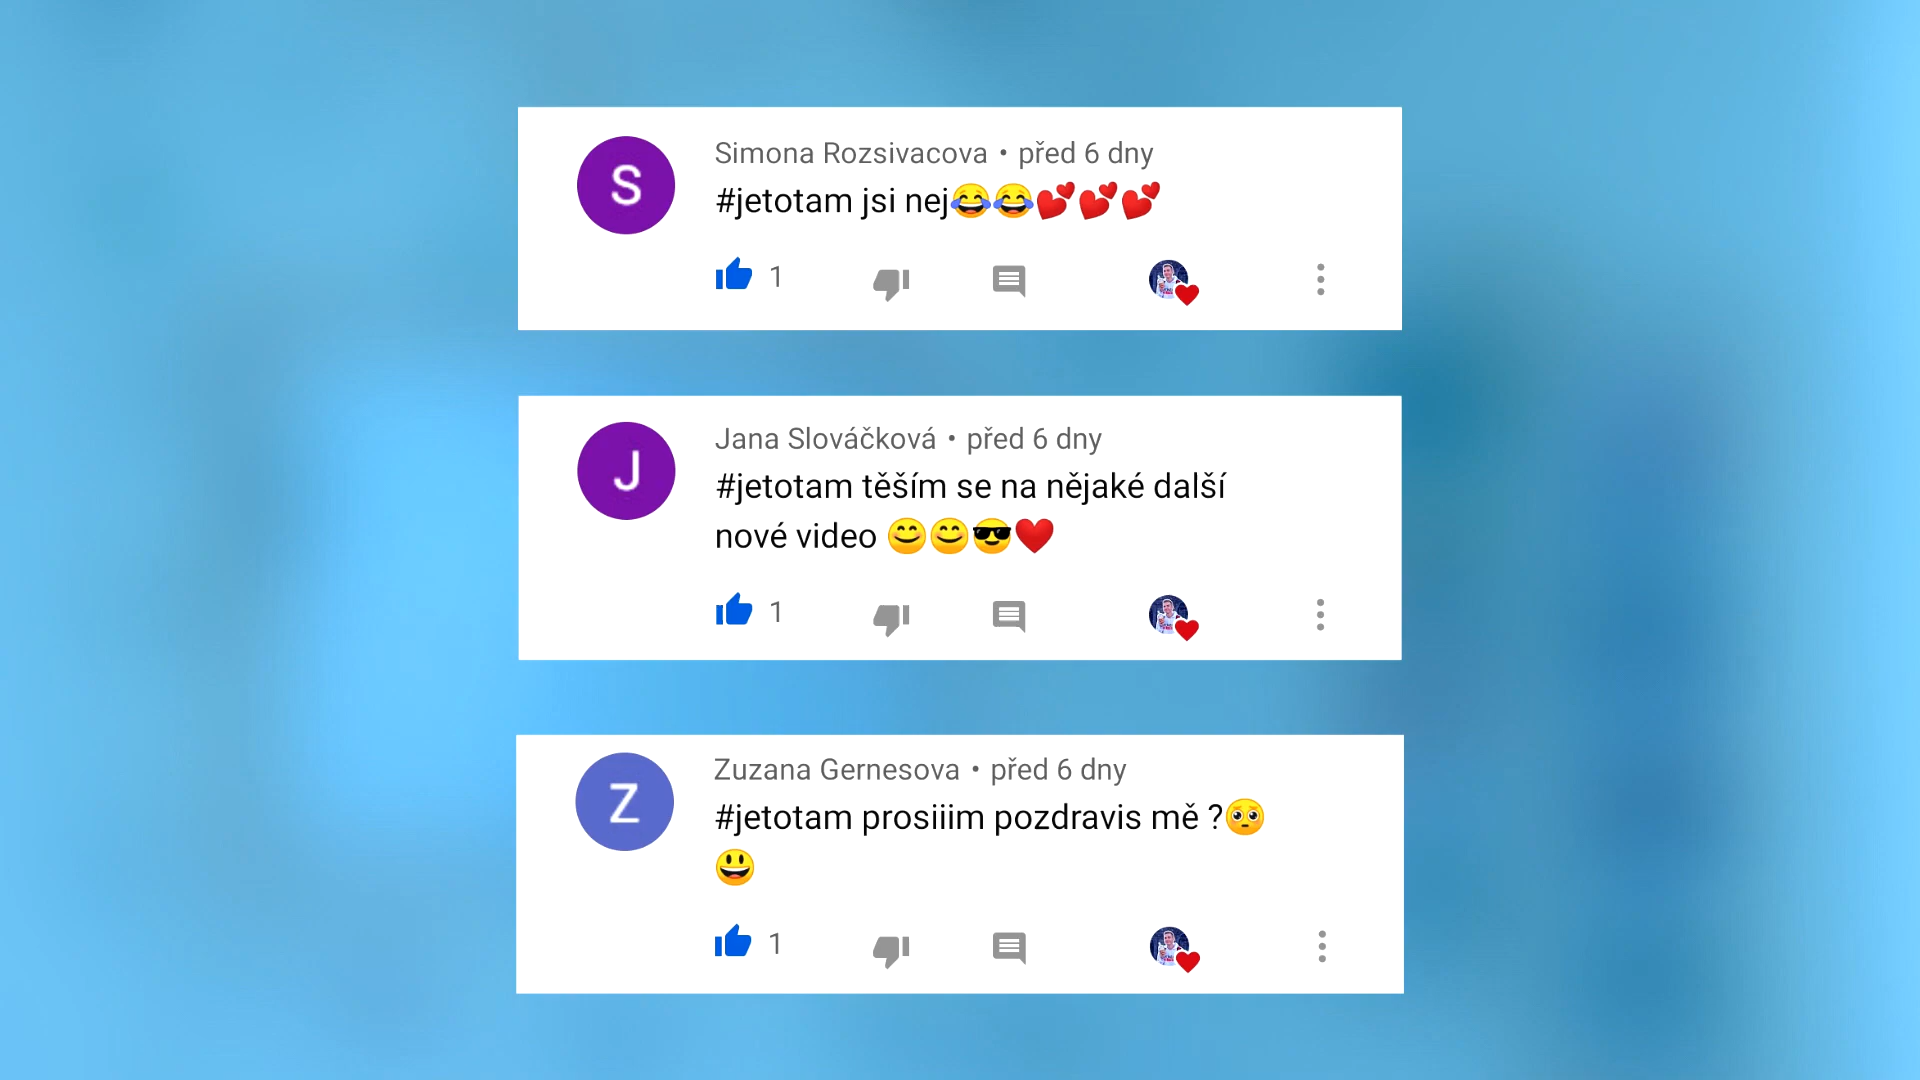 S
Simona Rozsivacova • před 6 dny
#jetotam jsi nej😂😂💕💕💕
1
J
Jana Slováčková • před 6 dny
#jetotam těším se na nějaké další
nové video 😊😊😎❤️
1
Z
Zuzana Gernesova • před 6 dny
#jetotam prosiiim pozdravis mě ?🥺
😃
1